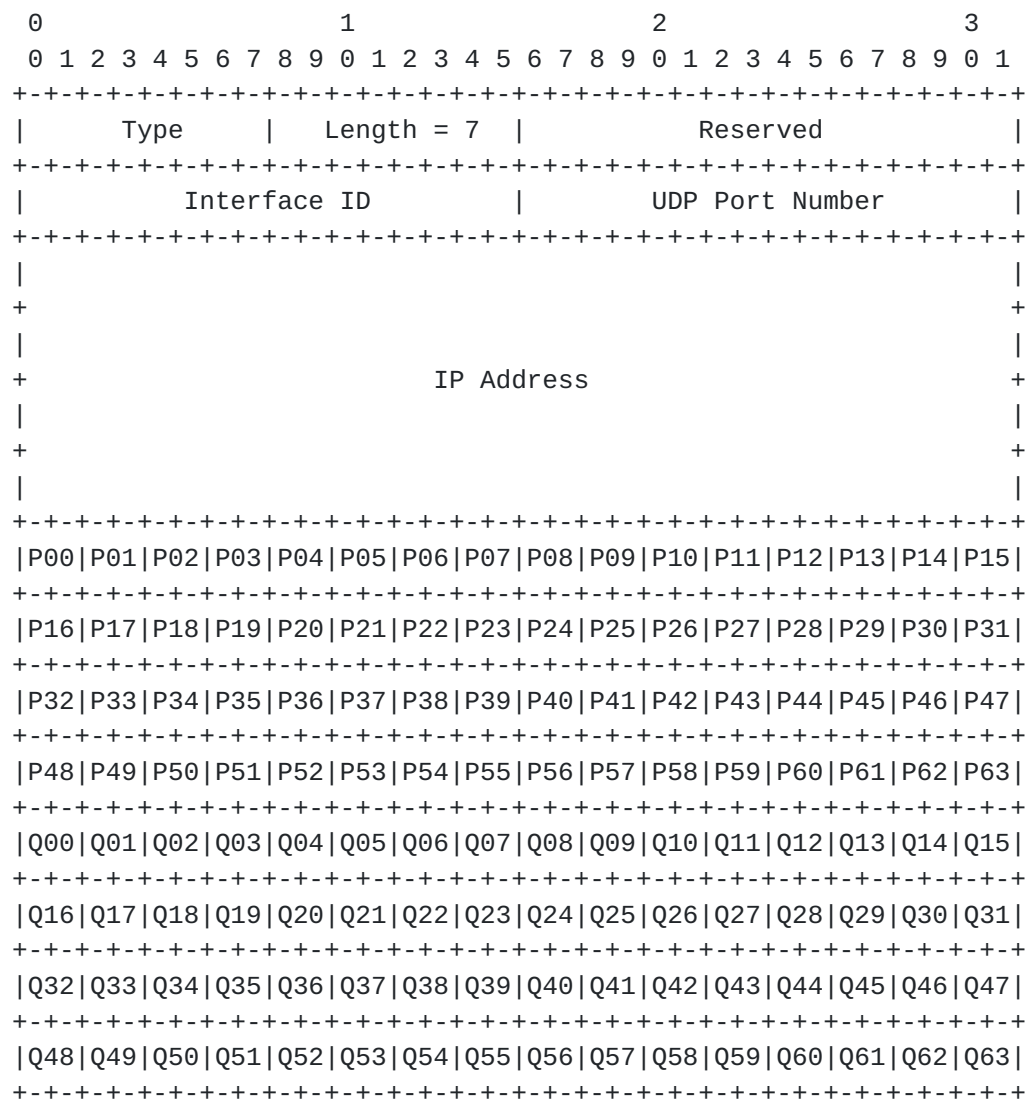 0                   1                   2                   3
 0 1 2 3 4 5 6 7 8 9 0 1 2 3 4 5 6 7 8 9 0 1 2 3 4 5 6 7 8 9 0 1
+-+-+-+-+-+-+-+-+-+-+-+-+-+-+-+-+-+-+-+-+-+-+-+-+-+-+-+-+-+-+-+-+
|      Type     |   Length = 7  |           Reserved            |
+-+-+-+-+-+-+-+-+-+-+-+-+-+-+-+-+-+-+-+-+-+-+-+-+-+-+-+-+-+-+-+-+
|          Interface ID         |        UDP Port Number        |
+-+-+-+-+-+-+-+-+-+-+-+-+-+-+-+-+-+-+-+-+-+-+-+-+-+-+-+-+-+-+-+-+
|                                                               |
+                                                               +
|                                                               |
+                          IP Address                           +
|                                                               |
+                                                               +
|                                                               |
+-+-+-+-+-+-+-+-+-+-+-+-+-+-+-+-+-+-+-+-+-+-+-+-+-+-+-+-+-+-+-+-+
|P00|P01|P02|P03|P04|P05|P06|P07|P08|P09|P10|P11|P12|P13|P14|P15|
+-+-+-+-+-+-+-+-+-+-+-+-+-+-+-+-+-+-+-+-+-+-+-+-+-+-+-+-+-+-+-+-+
|P16|P17|P18|P19|P20|P21|P22|P23|P24|P25|P26|P27|P28|P29|P30|P31|
+-+-+-+-+-+-+-+-+-+-+-+-+-+-+-+-+-+-+-+-+-+-+-+-+-+-+-+-+-+-+-+-+
|P32|P33|P34|P35|P36|P37|P38|P39|P40|P41|P42|P43|P44|P45|P46|P47|
+-+-+-+-+-+-+-+-+-+-+-+-+-+-+-+-+-+-+-+-+-+-+-+-+-+-+-+-+-+-+-+-+
|P48|P49|P50|P51|P52|P53|P54|P55|P56|P57|P58|P59|P60|P61|P62|P63|
+-+-+-+-+-+-+-+-+-+-+-+-+-+-+-+-+-+-+-+-+-+-+-+-+-+-+-+-+-+-+-+-+
|Q00|Q01|Q02|Q03|Q04|Q05|Q06|Q07|Q08|Q09|Q10|Q11|Q12|Q13|Q14|Q15|
+-+-+-+-+-+-+-+-+-+-+-+-+-+-+-+-+-+-+-+-+-+-+-+-+-+-+-+-+-+-+-+-+
|Q16|Q17|Q18|Q19|Q20|Q21|Q22|Q23|Q24|Q25|Q26|Q27|Q28|Q29|Q30|Q31|
+-+-+-+-+-+-+-+-+-+-+-+-+-+-+-+-+-+-+-+-+-+-+-+-+-+-+-+-+-+-+-+-+
|Q32|Q33|Q34|Q35|Q36|Q37|Q38|Q39|Q40|Q41|Q42|Q43|Q44|Q45|Q46|Q47|
+-+-+-+-+-+-+-+-+-+-+-+-+-+-+-+-+-+-+-+-+-+-+-+-+-+-+-+-+-+-+-+-+
|Q48|Q49|Q50|Q51|Q52|Q53|Q54|Q55|Q56|Q57|Q58|Q59|Q60|Q61|Q62|Q63|
+-+-+-+-+-+-+-+-+-+-+-+-+-+-+-+-+-+-+-+-+-+-+-+-+-+-+-+-+-+-+-+-+